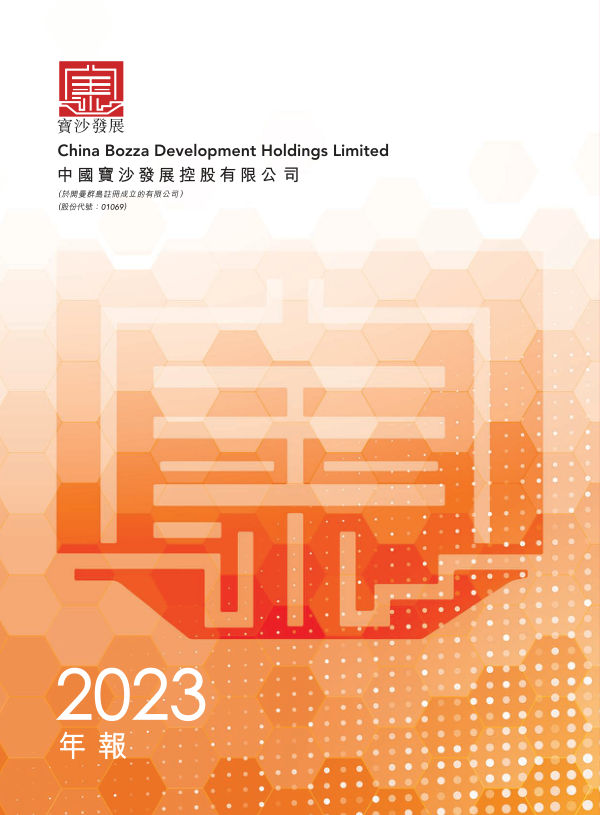 寶沙發展
China Bozza Development Holdings Limited
中國寶沙發展控股有限公司
(於開曼群島註冊成立的有限公司)
(股份代號：01069)
2023
年報